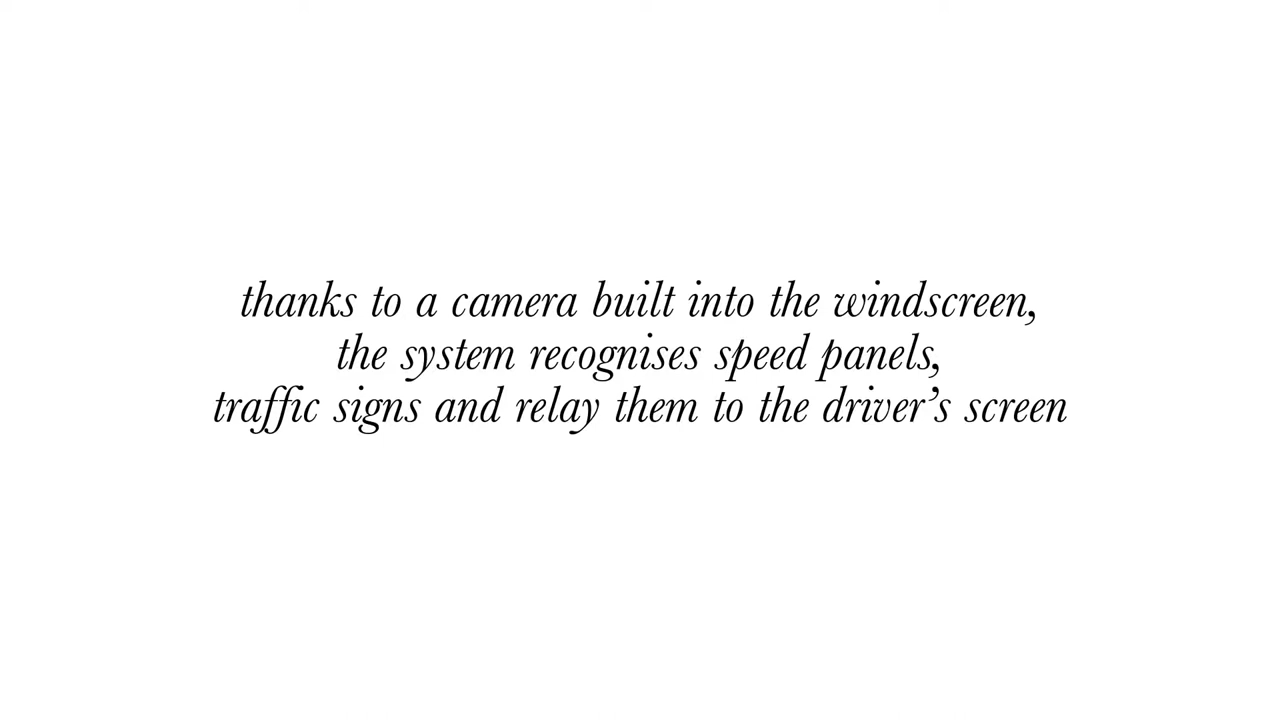 thanks to a camera built into the windscreen,
the system recognises speed panels,
traffic signs and relay them to the driver’s screen